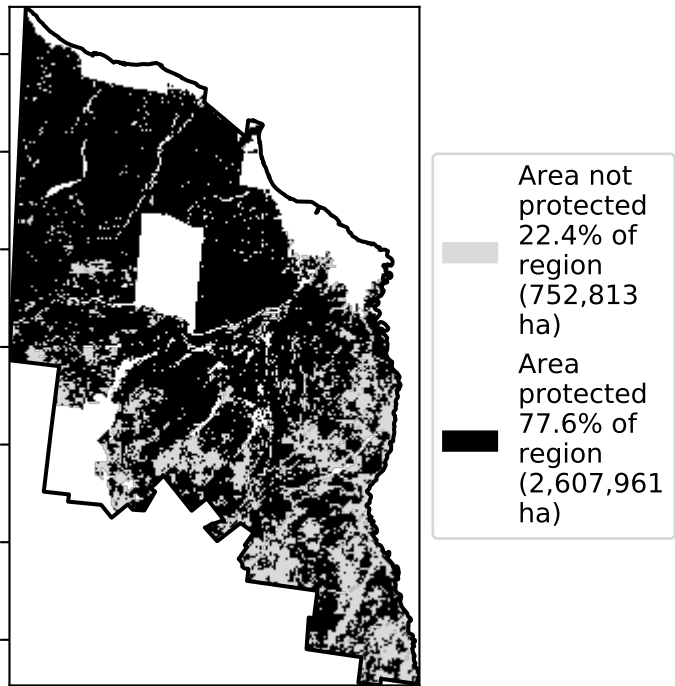 Area not
protected
22.4% of
region
(752,813
ha)
Area
protected
77.6% of
region
(2,607,961
ha)